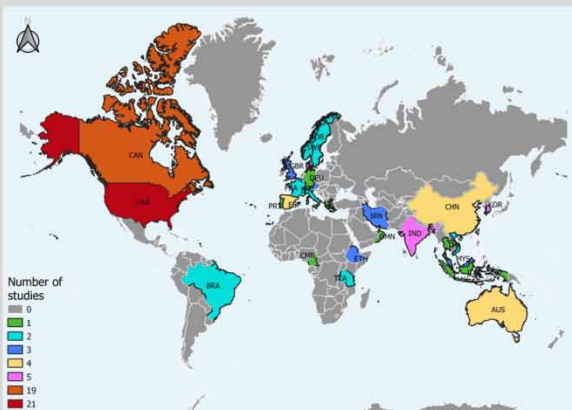 N
CAN
USA
GBR
DEU
FRA
PRT
ESP
IRN
CHN
KOR
OMN
IND
CMR
ETH
TZA
BRA
AUS
Number of
studies
0
1
2
3
4
5
19
21